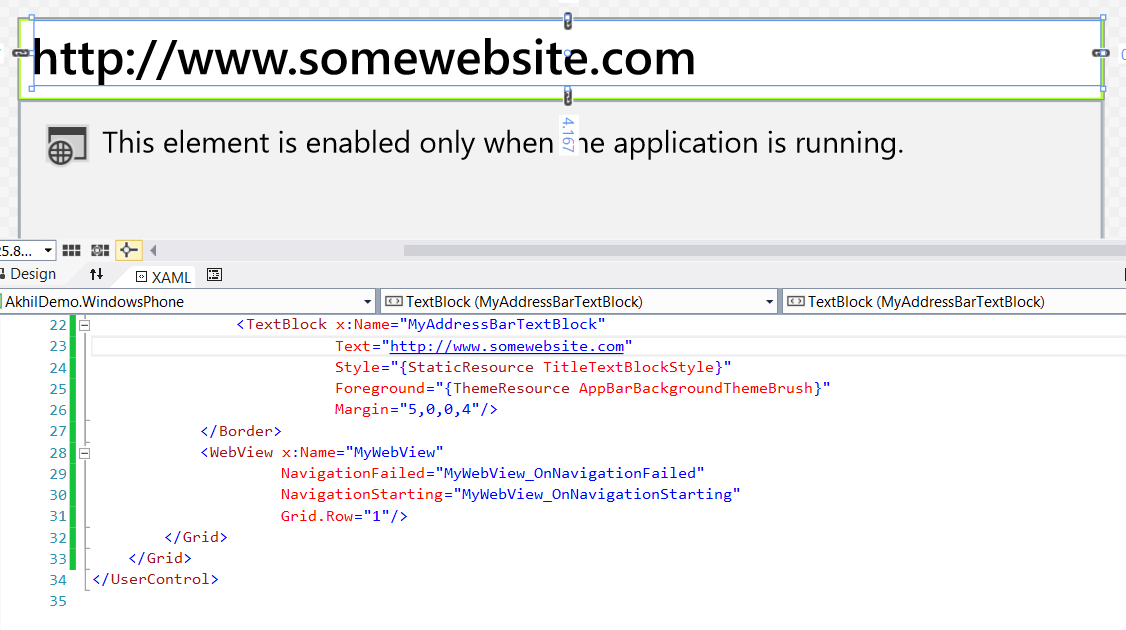 http://www.somewebsite.com
This element is enabled only when he application is running.
4.167
25.8...
Design
XAML
AkhilDemo.WindowsPhone
TextBlock (MyAddressBarTextBlock)
TextBlock (MyAddressBarTextBlock)
22 <TextBlock x:Name="MyAddressBarTextBlock"
23 Text="http://www.somewebsite.com"
24 Style="{StaticResource TitleTextBlockStyle}"
25 Foreground="{ThemeResource AppBarBackgroundThemeBrush}"
26 Margin="5,0,0,4"/>
27 </Border>
28 <WebView x:Name="MyWebView"
29 NavigationFailed="MyWebView_OnNavigationFailed"
30 NavigationStarting="MyWebView_OnNavigationStarting"
31 Grid.Row="1"/>
32 </Grid>
33 </Grid>
34 </UserControl>
35